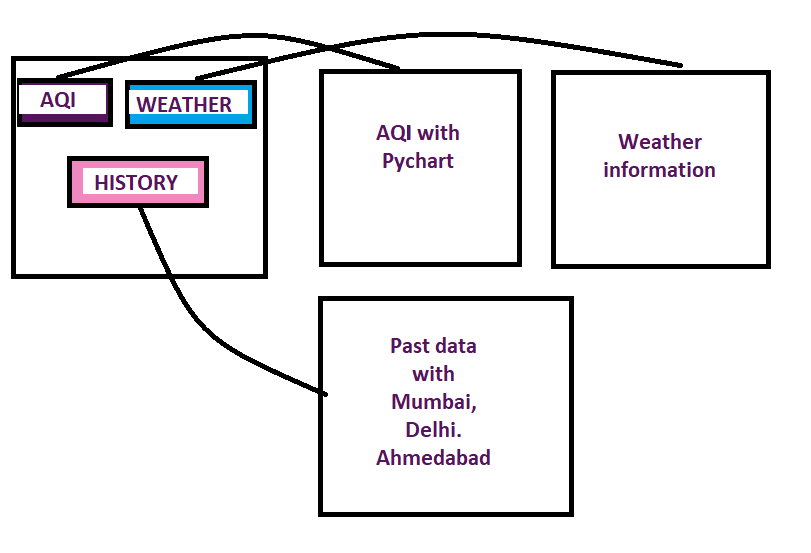 AQI
WEATHER
HISTORY
AQI with
Pychart
Weather
information
Past data
with
Mumbai,
Delhi.
Ahmedabad